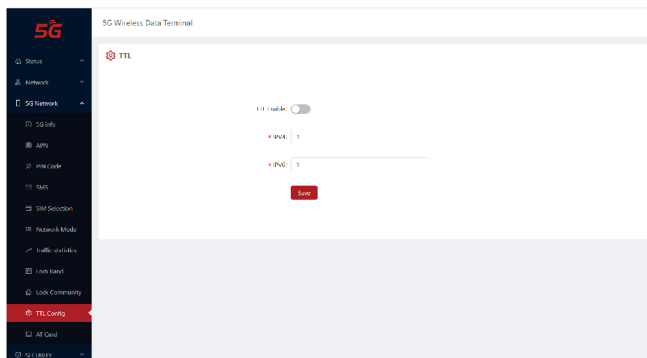 5G
5G Wireless Data Terminal
Status
Network
5G Network
5G info
APN
PIN Code
SMS
SIM Selection
Network Mode
Traffic statistics
Lock Band
Lock Community
TTL Config
AT Cmd
SECURITY
TTL
TTL Enable:
* IPV4: 1
* IPV6: 1
Save